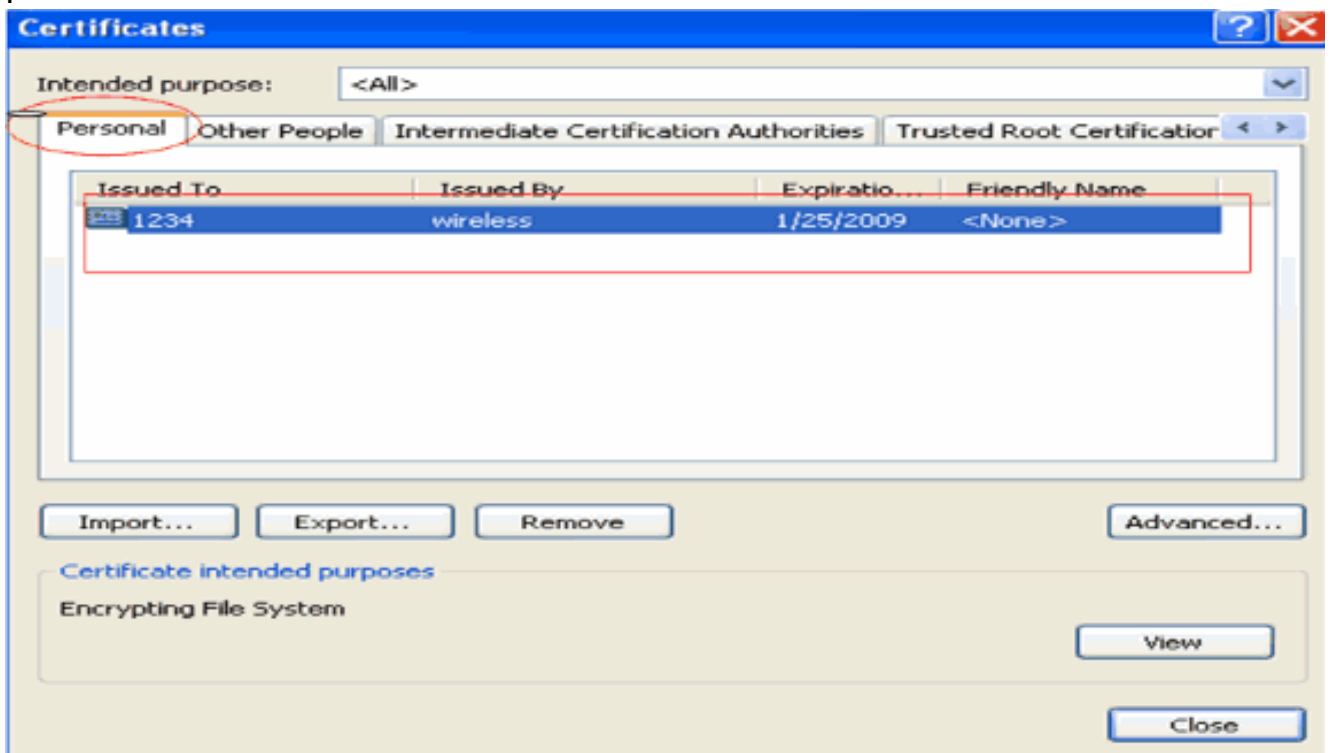 Certificates
Intended purpose: <All>
Personal Other People Intermediate Certification Authorities Trusted Root Certification
Issued To Issued By Expiratio... Friendly Name
1234 wireless 1/25/2009 <None>
Import... Export... Remove Advanced...
Certificate intended purposes
Encrypting File System
View
Close